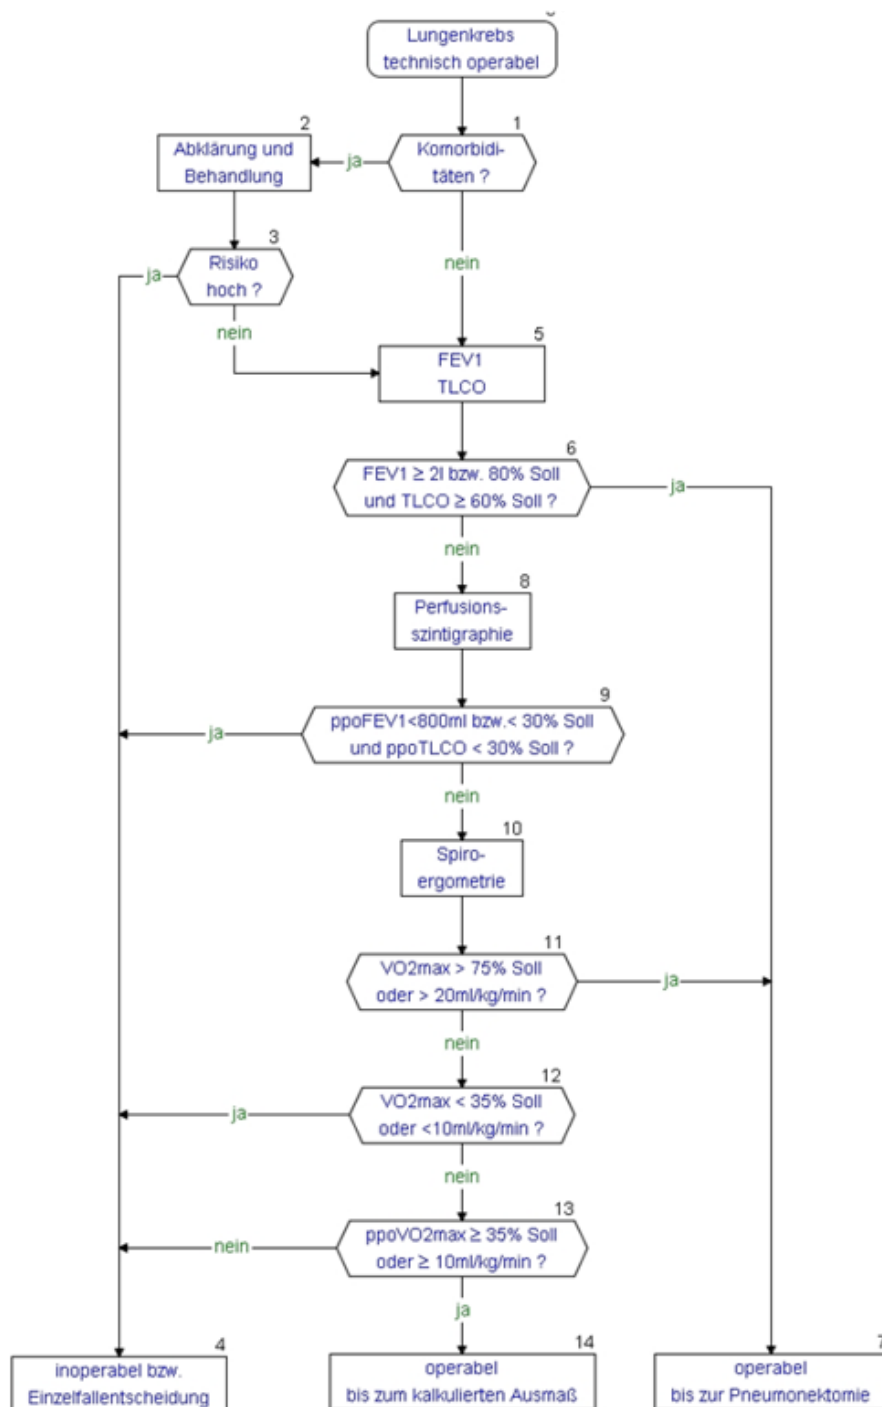 Lungenkrebs
technisch operabel
1
Komorbidi-
täten ?
ja
2
Abklärung und
Behandlung
3
Risiko
hoch ?
ja
nein
nein
5
FEV1
TLCO
6
FEV1 ≥ 2l bzw. 80% Soll
und TLCO ≥ 60% Soll ?
ja
nein
8
Perfusions-
szintigraphie
9
ppoFEV1<800ml bzw.< 30% Soll
und ppoTLCO < 30% Soll ?
ja
nein
10
Spiro-
ergometrie
11
VO2max > 75% Soll
oder > 20ml/kg/min ?
ja
nein
12
VO2max < 35% Soll
oder <10ml/kg/min ?
ja
nein
13
ppoVO2max ≥ 35% Soll
oder ≥ 10ml/kg/min ?
nein
ja
4
inoperabel bzw.
Einzelfallentscheidung
14
operabel
bis zum kalkulierten Ausmaß
7
operabel
bis zur Pneumonektomie